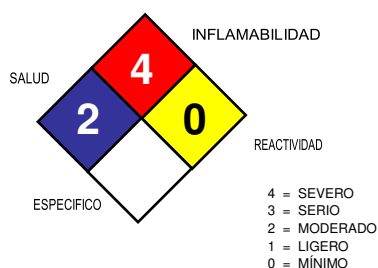 INFLAMABILIDAD
4
SALUD
2
0
REACTIVIDAD
ESPECIFICO
4 = SEVERO
3 = SERIO
2 = MODERADO
1 = LIGERO
0 = MÍNIMO